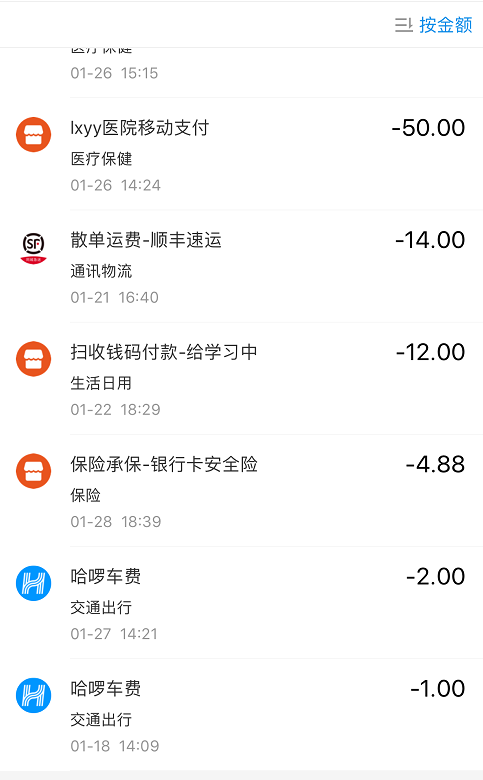 按金额
医疗保健
01-26 15:15
lxyy医院移动支付
-50.00
医疗保健
01-26 14:24
SF
散单运费-顺丰速运
-14.00
通讯物流
01-21 16:40
扫收钱码付款-给学习中
-12.00
生活日用
01-22 18:29
保险承保-银行卡安全险
-4.88
保险
01-28 18:39
哈啰车费
-2.00
交通出行
01-27 14:21
哈啰车费
-1.00
交通出行
01-18 14:09